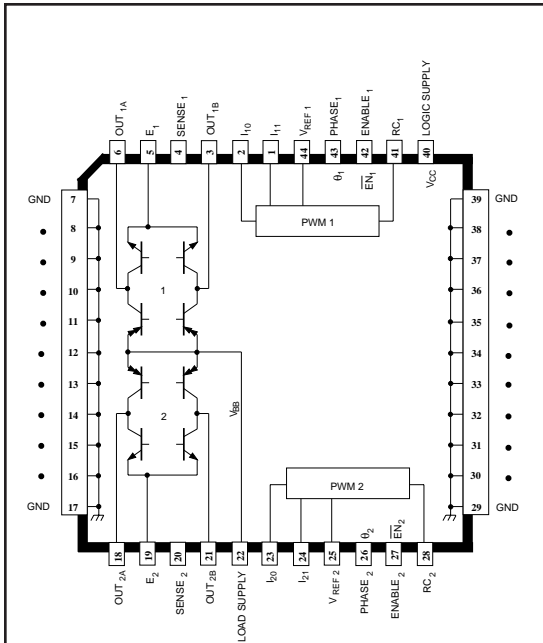 OUT1A
E1
SENSE1
OUT1B
I10
I11
VREF 1
PHASE1
ENABLE1
RC1
LOGIC SUPPLY
6
5
4
3
2
1
44
43
42
41
40
θ1
EN1
VCC
GND
7
8
9
10
11
12
13
14
15
16
GND
17
PWM 1
1
2
VBB
PWM 2
39
GND
38
37
36
35
34
33
32
31
30
29
GND
θ2
EN2
18
19
20
21
22
23
24
25
26
27
28
OUT2A
E2
SENSE2
OUT2B
LOAD SUPPLY
I20
I21
V REF 2
PHASE2
ENABLE2
RC2